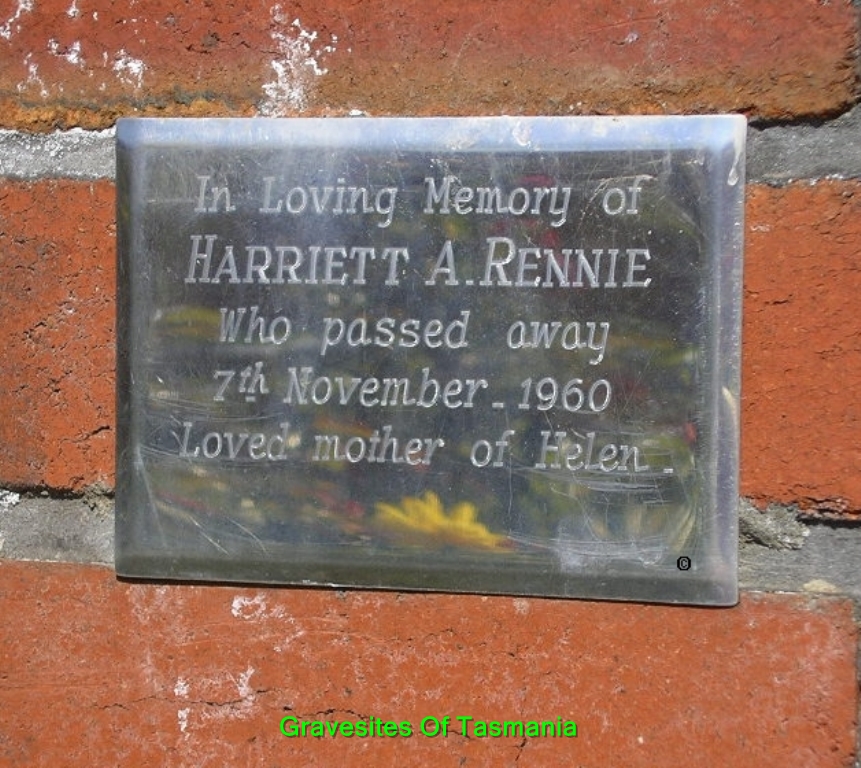 In Loving Memory of
HARRIETT A. RENNIE
Who passed away
7th November - 1960
Loved mother of Helen -
©
Gravesites Of Tasmania